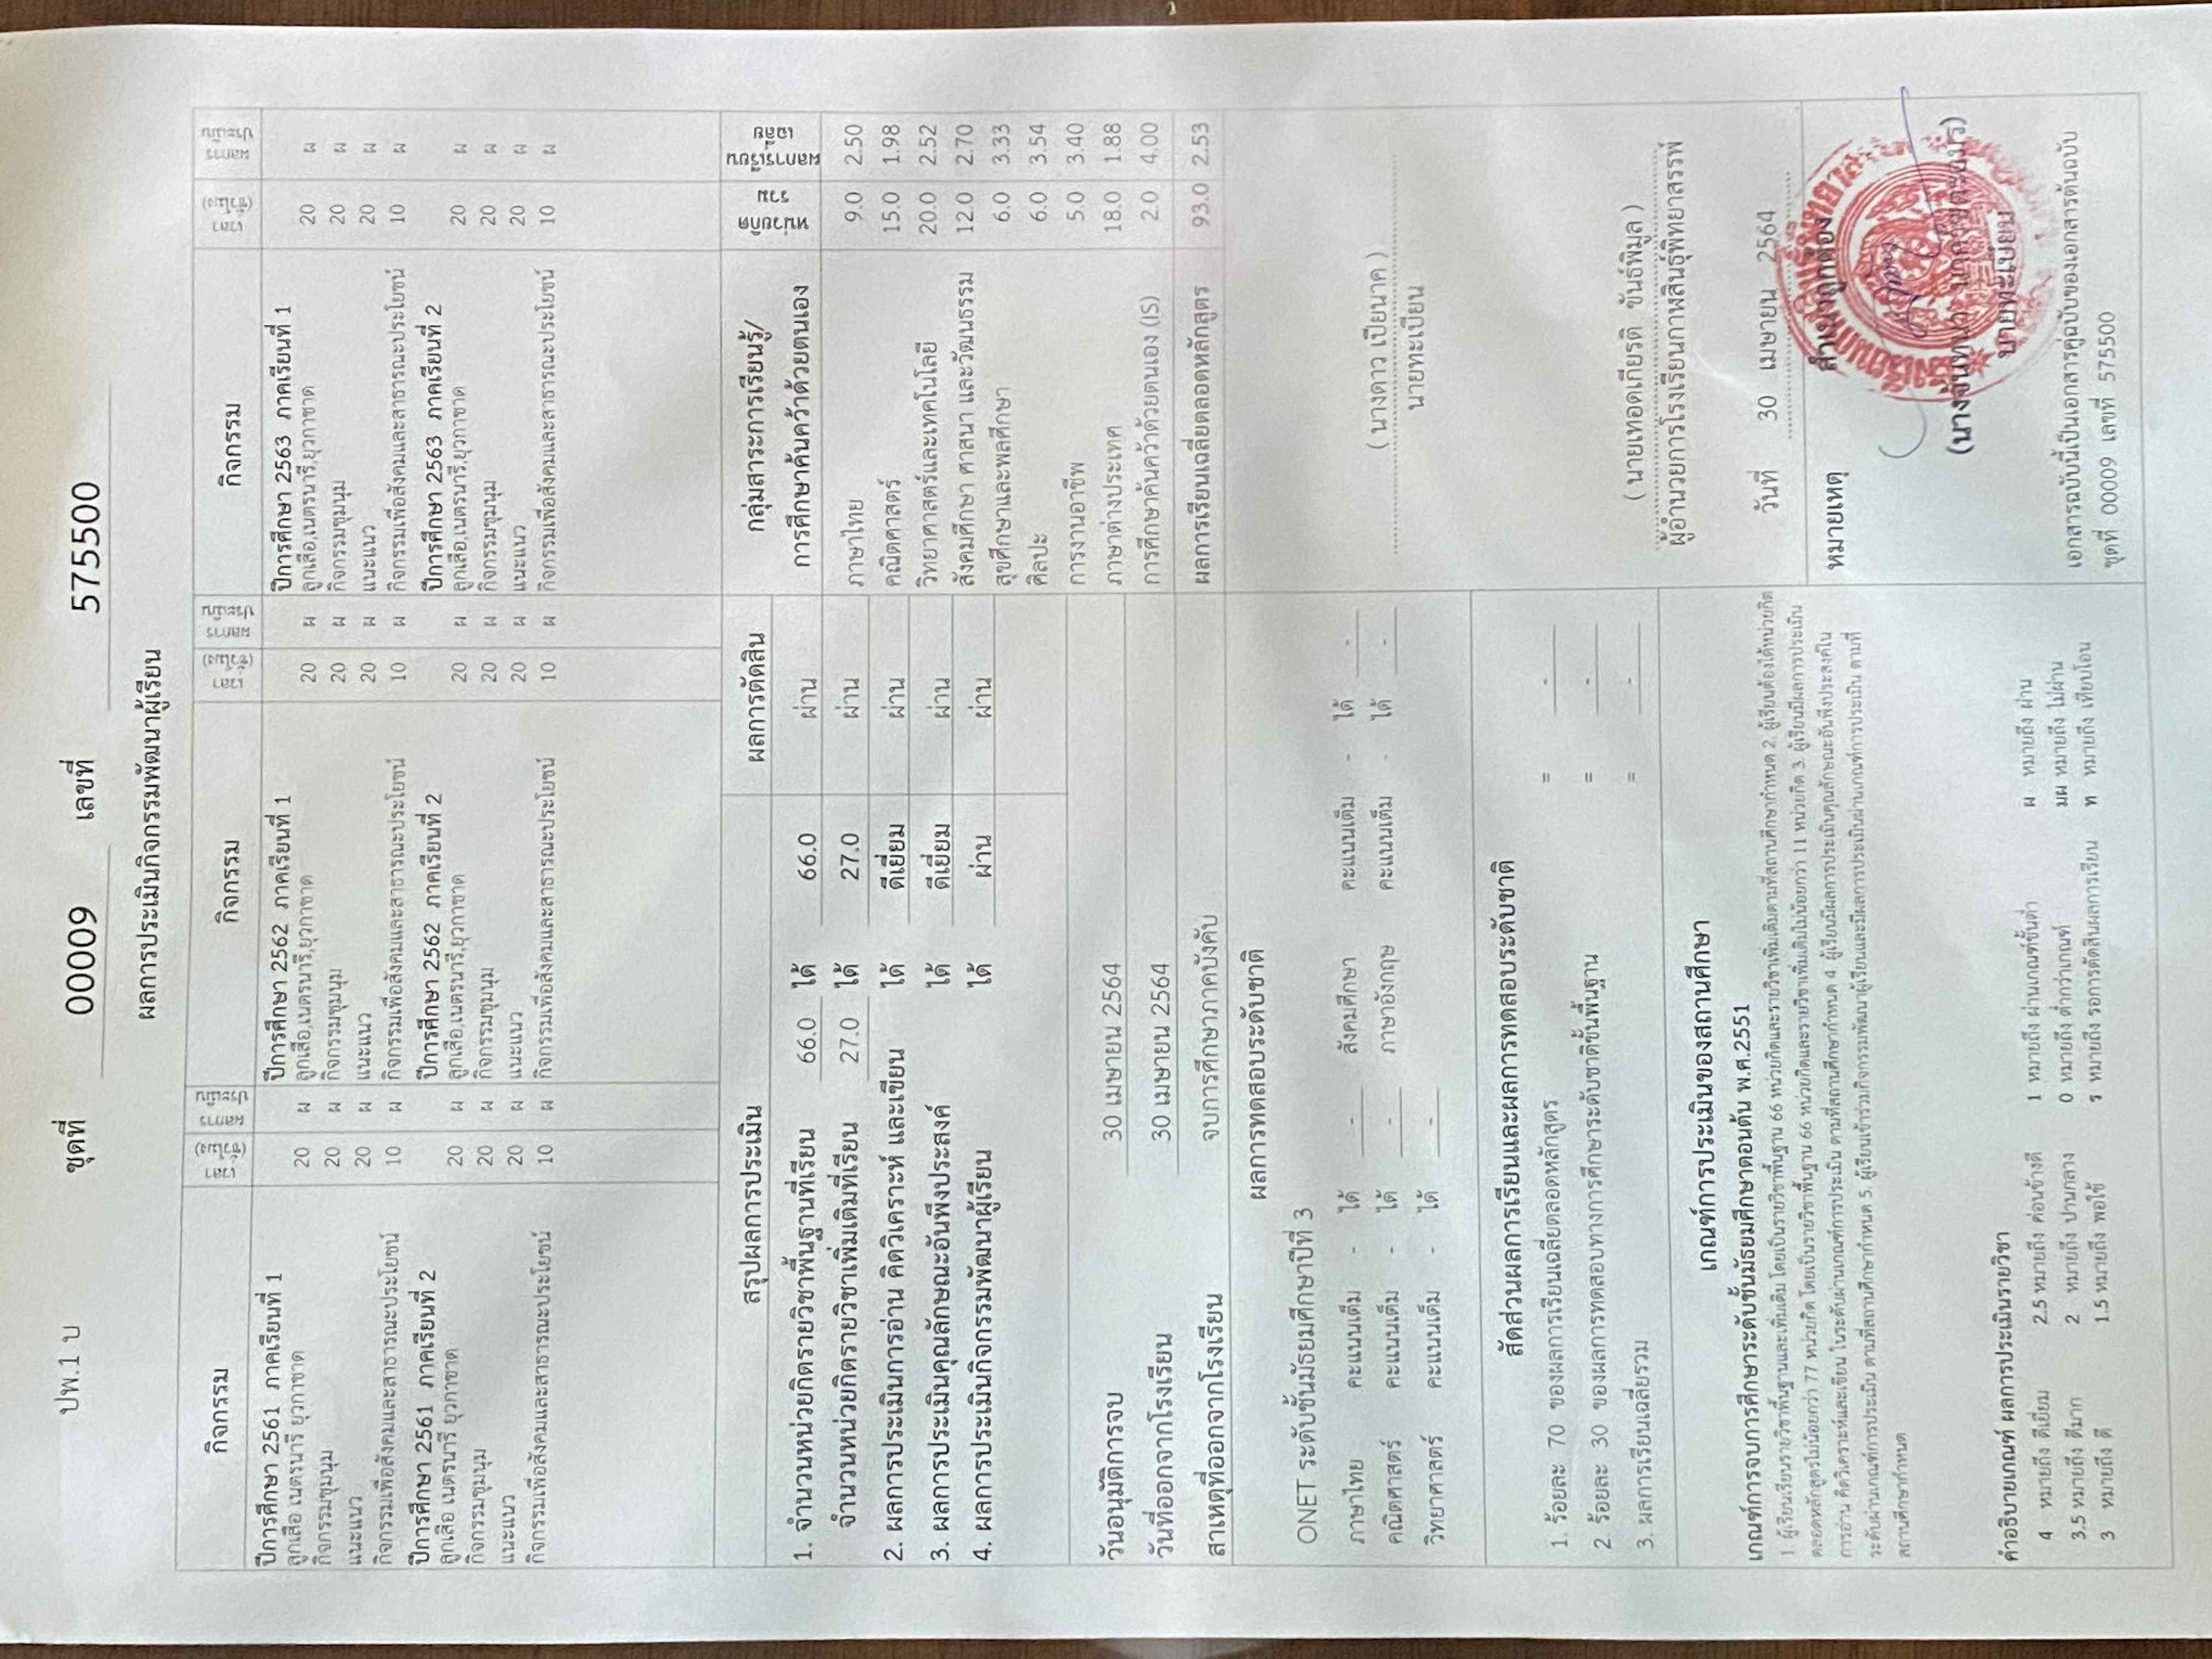 ปพ.1 บ ชุดที่ 00009 เลขที่ 575500
ผลการประเมินกิจกรรมพัฒนาผู้เรียน
กิจกรรม เวลา (ชั่วโมง) ผลการประเมิน กิจกรรม เวลา (ชั่วโมง) ผลการประเมิน กิจกรรม เวลา (ชั่วโมง) ผลการประเมิน
ปีการศึกษา 2561 ภาคเรียนที่ 1 ปีการศึกษา 2562 ภาคเรียนที่ 1 ปีการศึกษา 2563 ภาคเรียนที่ 1
ลูกเสือ เนตรนารี ยุวกาชาด 20 ผ ลูกเสือ,เนตรนารี,ยุวกาชาด 20 ผ ลูกเสือ,เนตรนารี,ยุวกาชาด 20 ผ
กิจกรรมชุมนุม 20 ผ กิจกรรมชุมนุม 20 ผ กิจกรรมชุมนุม 20 ผ
แนะแนว 20 ผ แนะแนว 20 ผ แนะแนว 20 ผ
กิจกรรมเพื่อสังคมและสาธารณะประโยชน์ 10 ผ กิจกรรมเพื่อสังคมและสาธารณะประโยชน์ 10 ผ กิจกรรมเพื่อสังคมและสาธารณะประโยชน์ 10 ผ
ปีการศึกษา 2561 ภาคเรียนที่ 2 ปีการศึกษา 2562 ภาคเรียนที่ 2 ปีการศึกษา 2563 ภาคเรียนที่ 2
ลูกเสือ เนตรนารี ยุวกาชาด 20 ผ ลูกเสือ,เนตรนารี,ยุวกาชาด 20 ผ ลูกเสือ,เนตรนารี,ยุวกาชาด 20 ผ
กิจกรรมชุมนุม 20 ผ กิจกรรมชุมนุม 20 ผ กิจกรรมชุมนุม 20 ผ
แนะแนว 20 ผ แนะแนว 20 ผ แนะแนว 20 ผ
กิจกรรมเพื่อสังคมและสาธารณะประโยชน์ 10 ผ กิจกรรมเพื่อสังคมและสาธารณะประโยชน์ 10 ผ กิจกรรมเพื่อสังคมและสาธารณะประโยชน์ 10 ผ
สรุปผลการประเมิน ผลการตัดสิน
1. จำนวนหน่วยกิตรายวิชาพื้นฐานที่เรียน 66.0 ได้ 66.0 ผ่าน
จำนวนหน่วยกิตรายวิชาเพิ่มเติมที่เรียน 27.0 ได้ 27.0 ผ่าน
2. ผลการประเมินการอ่าน คิดวิเคราะห์ และเขียน ได้ ดีเยี่ยม ผ่าน
3. ผลการประเมินคุณลักษณะอันพึงประสงค์ ได้ ดีเยี่ยม ผ่าน
4. ผลการประเมินกิจกรรมพัฒนาผู้เรียน ได้ ผ่าน ผ่าน
วันอนุมัติการจบ 30 เมษายน 2564
วันที่ออกจากโรงเรียน 30 เมษายน 2564
สาเหตุที่ออกจากโรงเรียน จบการศึกษาภาคบังคับ
กลุ่มสาระการเรียนรู้/
การศึกษาค้นคว้าด้วยตนเอง หน่วยกิตรวม ผลการเรียนเฉลี่ย
ภาษาไทย 9.0 2.50
คณิตศาสตร์ 15.0 1.98
วิทยาศาสตร์และเทคโนโลยี 20.0 2.52
สังคมศึกษา ศาสนา และวัฒนธรรม 12.0 2.70
สุขศึกษาและพลศึกษา 6.0 3.33
ศิลปะ 6.0 3.54
การงานอาชีพ 5.0 3.40
ภาษาต่างประเทศ 18.0 1.88
การศึกษาค้นคว้าด้วยตนเอง (IS) 2.0 4.00
ผลการเรียนเฉลี่ยตลอดหลักสูตร 93.0 2.53
ผลการทดสอบระดับชาติ
ONET ระดับชั้นมัธยมศึกษาปีที่ 3
ภาษาไทย คะแนนเต็ม - ได้ - สังคมศึกษา คะแนนเต็ม - ได้ -
คณิตศาสตร์ คะแนนเต็ม - ได้ - ภาษาอังกฤษ คะแนนเต็ม - ได้ -
วิทยาศาสตร์ คะแนนเต็ม - ได้ -
สัดส่วนผลการเรียนและผลการทดสอบระดับชาติ
1. ร้อยละ 70 ของผลการเรียนเฉลี่ยตลอดหลักสูตร = -
2. ร้อยละ 30 ของผลการทดสอบทางการศึกษาระดับชาติขั้นพื้นฐาน = -
3. ผลการเรียนเฉลี่ยรวม = -
( นางดาว เปียนาค )
นายทะเบียน
( นายเทอดเกียรติ ขันธ์พิมูล )
ผู้อำนวยการโรงเรียนกาฬสินธุ์พิทยาสรรพ์
วันที่ 30 เมษายน 2564
เกณฑ์การประเมินของสถานศึกษา
เกณฑ์การจบการศึกษาระดับชั้นมัธยมศึกษาตอนต้น พ.ศ.2551
1. ผู้เรียนเรียนรายวิชาพื้นฐานและเพิ่มเติม โดยเป็นรายวิชาพื้นฐาน 66 หน่วยกิตและรายวิชาเพิ่มเติมตามที่สถานศึกษากำหนด 2. ผู้เรียนต้องได้หน่วยกิต
ตลอดหลักสูตรไม่น้อยกว่า 77 หน่วยกิต โดยเป็นรายวิชาพื้นฐาน 66 หน่วยกิตและรายวิชาเพิ่มเติมไม่น้อยกว่า 11 หน่วยกิต 3. ผู้เรียนมีผลการประเมิน
การอ่าน คิดวิเคราะห์และเขียน ในระดับผ่านเกณฑ์การประเมิน ตามที่สถานศึกษากำหนด 4. ผู้เรียนมีผลการประเมินคุณลักษณะอันพึงประสงค์ใน
ระดับผ่านเกณฑ์การประเมิน ตามที่สถานศึกษากำหนด 5. ผู้เรียนเข้าร่วมกิจกรรมพัฒนาผู้เรียนและมีผลการประเมินผ่านเกณฑ์การประเมิน ตามที่
สถานศึกษากำหนด
คำอธิบายเกณฑ์ ผลการประเมินรายวิชา
4 หมายถึง ดีเยี่ยม 2.5 หมายถึง ค่อนข้างดี 1 หมายถึง ผ่านเกณฑ์ขั้นต่ำ ผ หมายถึง ผ่าน
3.5 หมายถึง ดีมาก 2 หมายถึง ปานกลาง 0 หมายถึง ต่ำกว่าเกณฑ์ มผ หมายถึง ไม่ผ่าน
3 หมายถึง ดี 1.5 หมายถึง พอใช้ ร หมายถึง รอการตัดสินผลการเรียน ท หมายถึง เทียบโอน
หมายเหตุ
สำเนาถูกต้อง
นายทะเบียน
เอกสารฉบับนี้เป็นเอกสารคู่ฉบับของเอกสารต้นฉบับ
ชุดที่ 00009 เลขที่ 575500